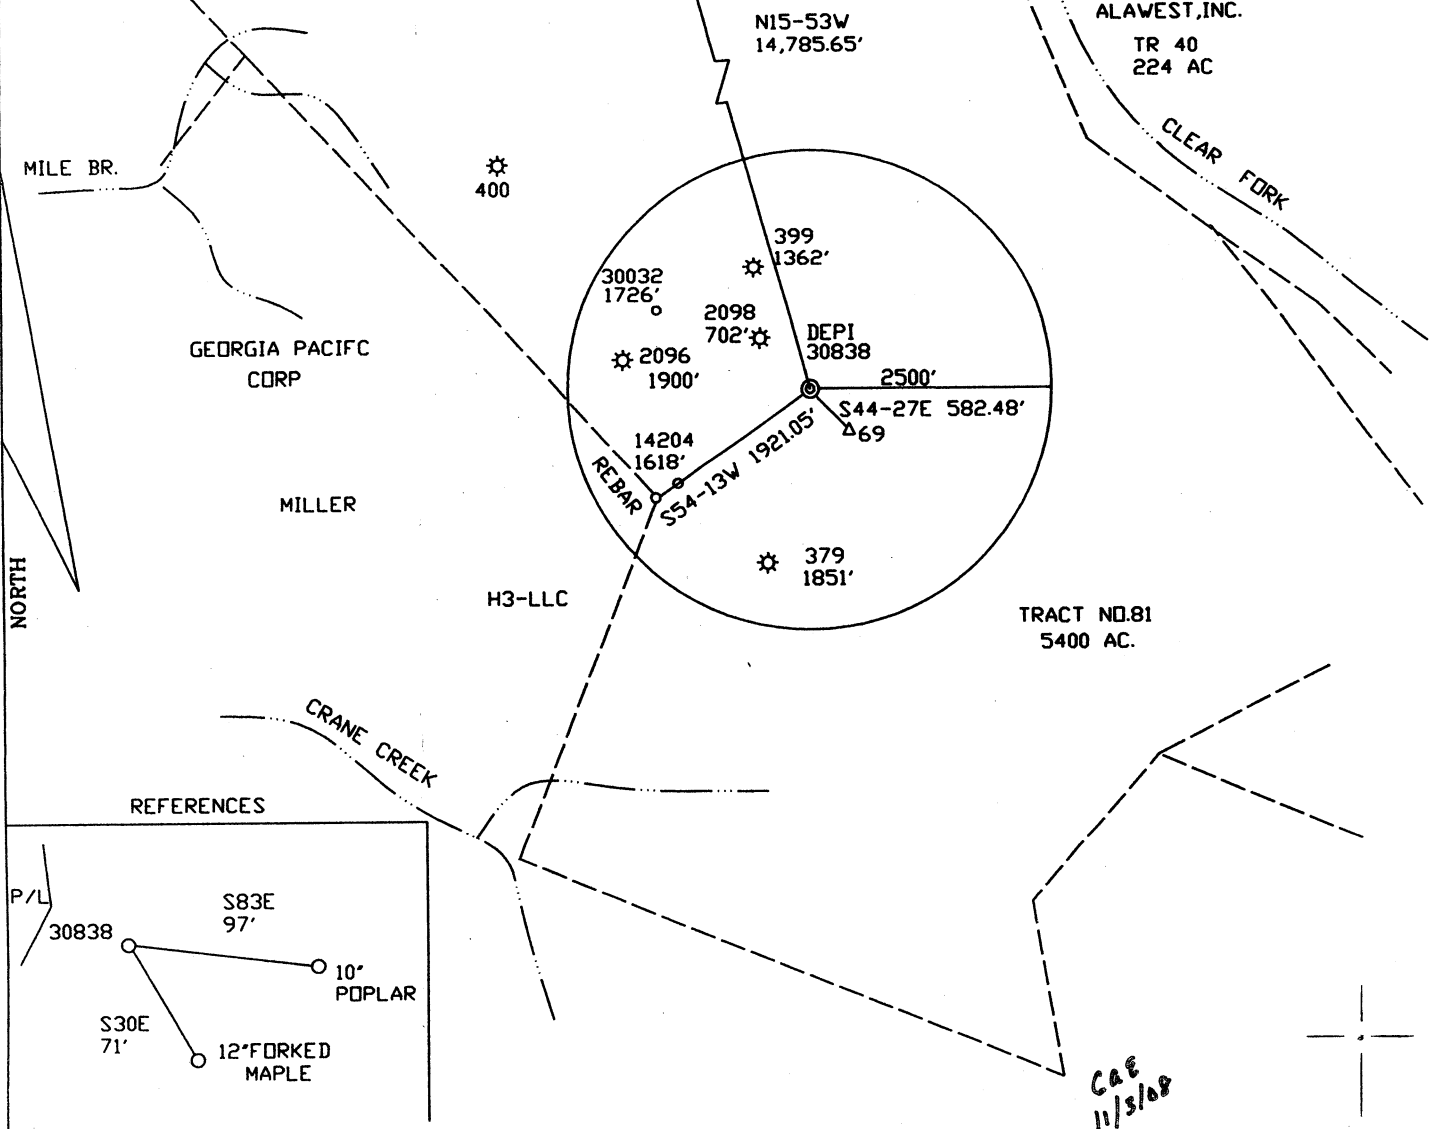 N15-53W
14,785.65'
ALAWEST,INC.
TR 40
224 AC
CLEAR FORK
MILE BR.
400
399
1362'
30032
1726'
2098
702'
DEPI
30838
2096
1900'
2500'
S44-27E 582.48'
69
GEORGIA PACIFC
CORP
14204
1618'
REBAR
S54-13W 1921.05'
MILLER
379
1851'
NORTH
H3-LLC
TRACT NO.81
5400 AC.
CRANE CREEK
REFERENCES
P/L
S83E
97'
30838
10"
POPLAR
S30E
71'
12"FORKED
MAPLE
CAE
11/3/08